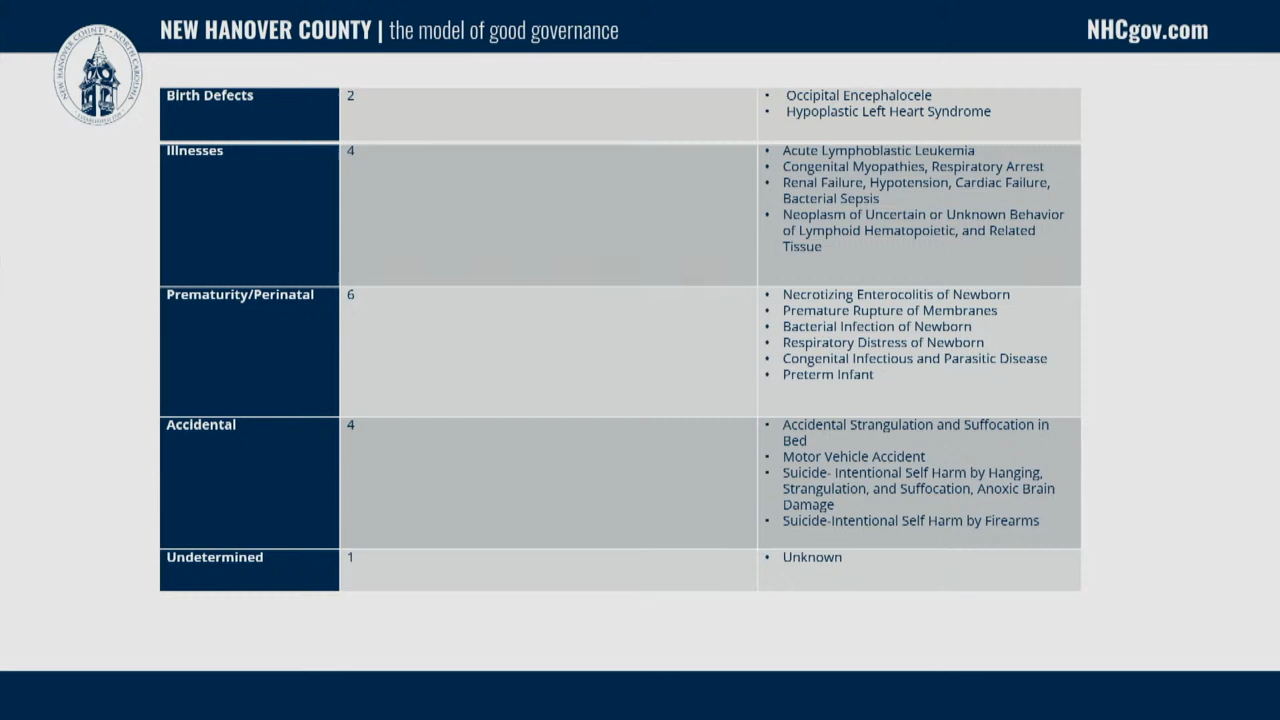 NEW HANOVER COUNTY | the model of good governance
NHCgov.com
NEW HANOVER COUNTY • NORTH CAROLINA
Birth Defects
2
• Occipital Encephalocele
• Hypoplastic Left Heart Syndrome
Illnesses
4
• Acute Lymphoblastic Leukemia
• Congenital Myopathies, Respiratory Arrest
• Renal Failure, Hypotension, Cardiac Failure,
Bacterial Sepsis
• Neoplasm of Uncertain or Unknown Behavior
of Lymphoid Hematopoietic, and Related
Tissue
Prematurity/Perinatal
6
• Necrotizing Enterocolitis of Newborn
• Premature Rupture of Membranes
• Bacterial Infection of Newborn
• Respiratory Distress of Newborn
• Congenital Infectious and Parasitic Disease
• Preterm Infant
Accidental
4
• Accidental Strangulation and Suffocation in
Bed
• Motor Vehicle Accident
• Suicide- Intentional Self Harm by Hanging,
Strangulation, and Suffocation, Anoxic Brain
Damage
• Suicide-Intentional Self Harm by Firearms
Undetermined
1
• Unknown